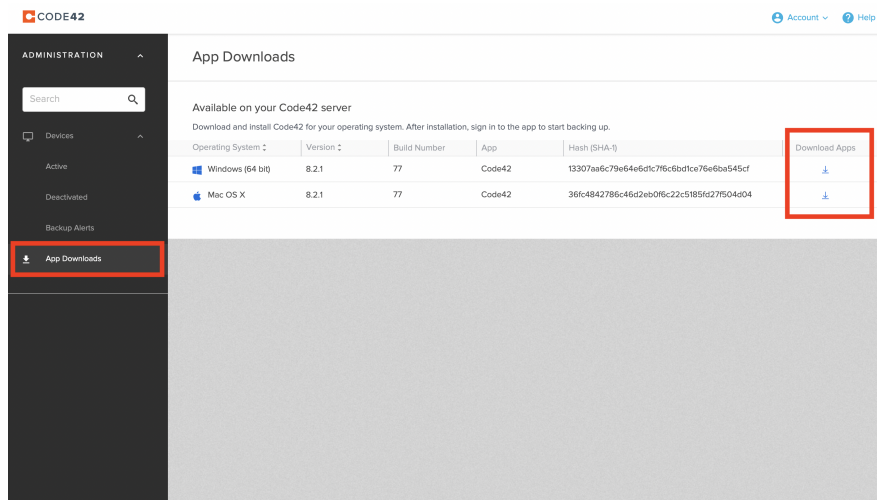 CODE42
Account
Help
ADMINISTRATION
Search
Devices
Active
Deactivated
Backup Alerts
App Downloads
App Downloads
Available on your Code42 server
Download and install Code42 for your operating system. After installation, sign in to the app to start backing up.
Operating System Version Build Number App Hash (SHA-1) Download Apps
Windows (64 bit) 8.2.1 77 Code42 13307aa6c79e64e6d1c7f6c6bd1ce76e6ba545cf
Mac OS X 8.2.1 77 Code42 36fc4842786c46d2eb0f6c22c5185fd27f504d04